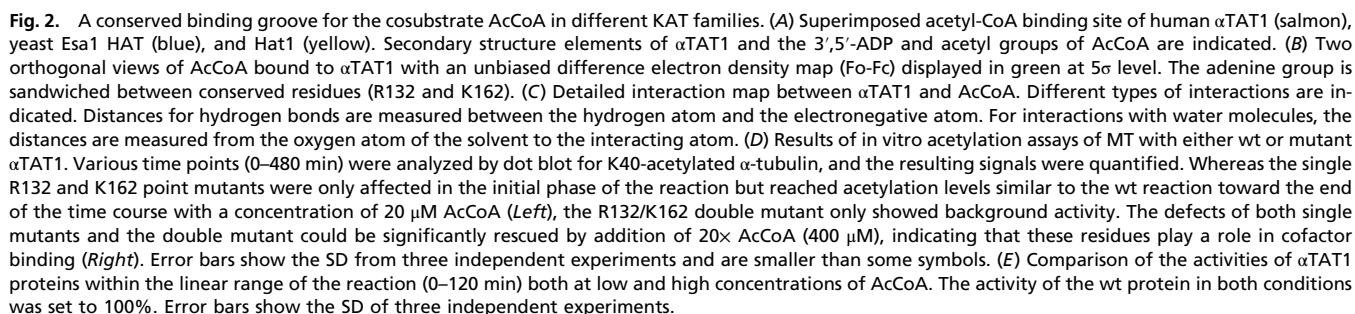 Fig. 2. A conserved binding groove for the cosubstrate AcCoA in different KAT families. (A) Superimposed acetyl-CoA binding site of human αTAT1 (salmon),
yeast Esa1 HAT (blue), and Hat1 (yellow). Secondary structure elements of αTAT1 and the 3′,5′-ADP and acetyl groups of AcCoA are indicated. (B) Two
orthogonal views of AcCoA bound to αTAT1 with an unbiased difference electron density map (Fo-Fc) displayed in green at 5σ level. The adenine group is
sandwiched between conserved residues (R132 and K162). (C) Detailed interaction map between αTAT1 and AcCoA. Different types of interactions are in-
dicated. Distances for hydrogen bonds are measured between the hydrogen atom and the electronegative atom. For interactions with water molecules, the
distances are measured from the oxygen atom of the solvent to the interacting atom. (D) Results of in vitro acetylation assays of MT with either wt or mutant
αTAT1. Various time points (0–480 min) were analyzed by dot blot for K40-acetylated α-tubulin, and the resulting signals were quantified. Whereas the single
R132 and K162 point mutants were only affected in the initial phase of the reaction but reached acetylation levels similar to the wt reaction toward the end
of the time course with a concentration of 20 μM AcCoA (Left), the R132/K162 double mutant only showed background activity. The defects of both single
mutants and the double mutant could be significantly rescued by addition of 20× AcCoA (400 μM), indicating that these residues play a role in cofactor
binding (Right). Error bars show the SD from three independent experiments and are smaller than some symbols. (E) Comparison of the activities of αTAT1
proteins within the linear range of the reaction (0–120 min) both at low and high concentrations of AcCoA. The activity of the wt protein in both conditions
was set to 100%. Error bars show the SD of three independent experiments.